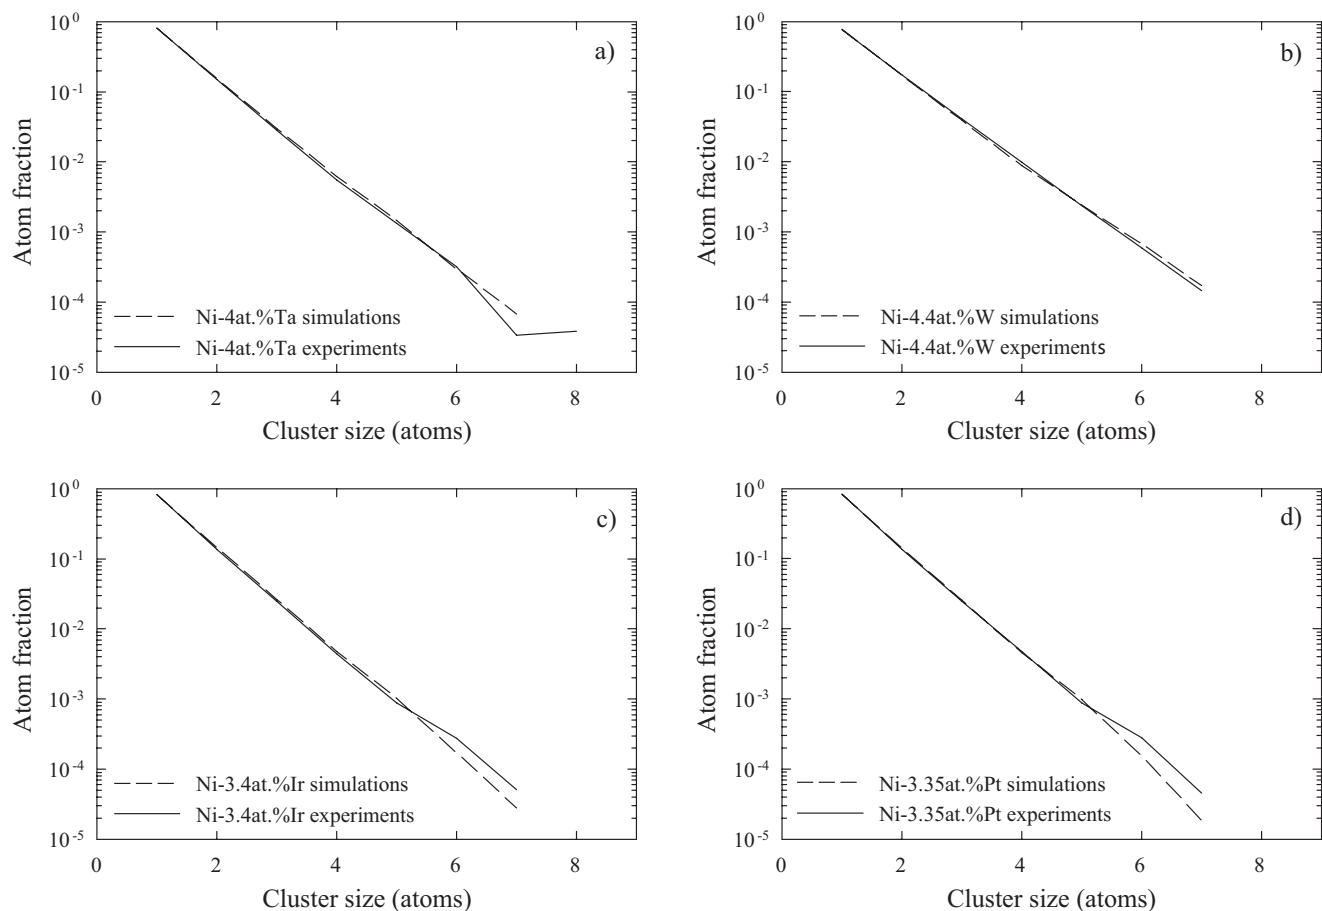 a)
10^0
10^-1
10^-2
10^-3
10^-4
10^-5
Atom fraction
Ni-4at.%Ta simulations
Ni-4at.%Ta experiments
0 2 4 6 8
Cluster size (atoms)
b)
10^0
10^-1
10^-2
10^-3
10^-4
10^-5
Atom fraction
Ni-4.4at.%W simulations
Ni-4.4at.%W experiments
0 2 4 6 8
Cluster size (atoms)
c)
10^0
10^-1
10^-2
10^-3
10^-4
10^-5
Atom fraction
Ni-3.4at.%Ir simulations
Ni-3.4at.%Ir experiments
0 2 4 6 8
Cluster size (atoms)
d)
10^0
10^-1
10^-2
10^-3
10^-4
10^-5
Atom fraction
Ni-3.35at.%Pt simulations
Ni-3.35at.%Pt experiments
0 2 4 6 8
Cluster size (atoms)